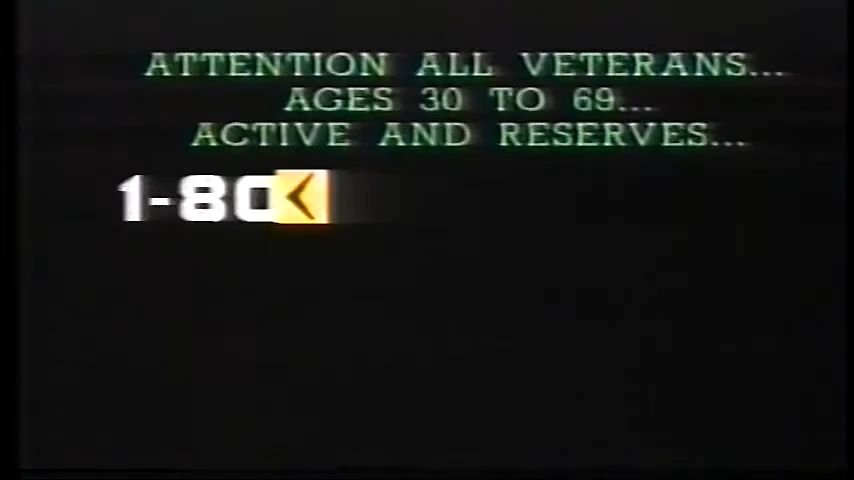 ATTENTION ALL VETERANS...
AGES 30 TO 69...
ACTIVE AND RESERVES...
1-80